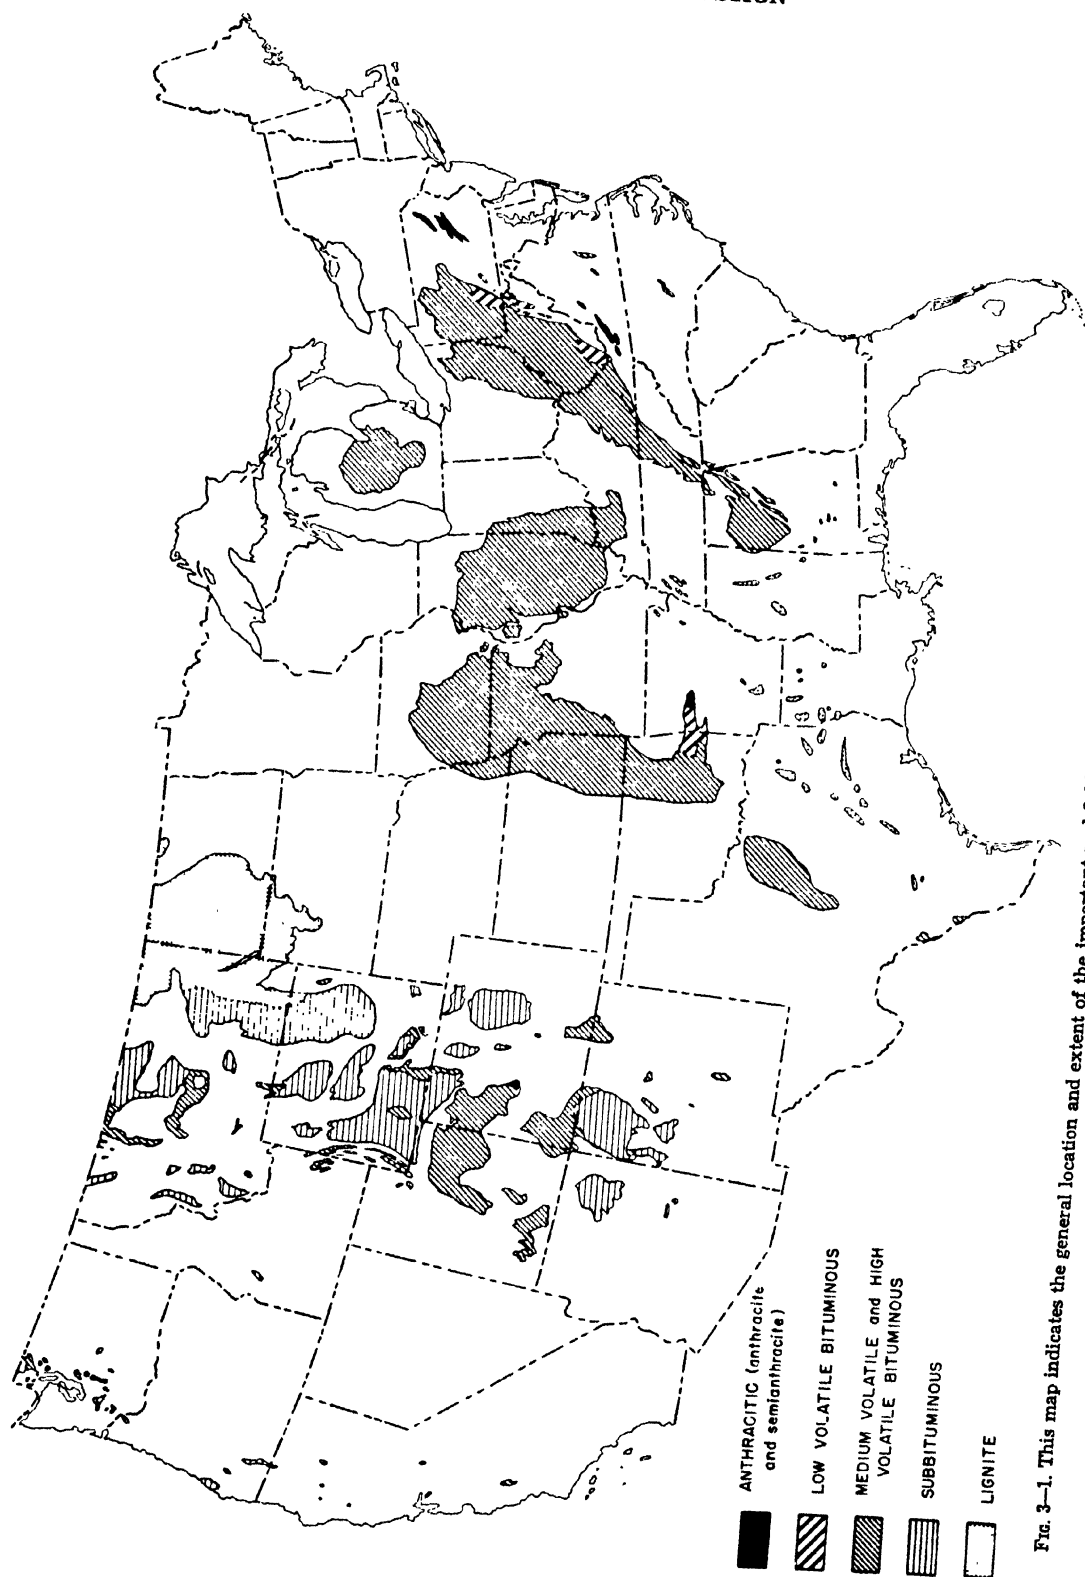 ANTHRACITIC (anthracite
and semianthracite)
LOW VOLATILE BITUMINOUS
MEDIUM VOLATILE and HIGH
VOLATILE BITUMINOUS
SUBBITUMINOUS
LIGNITE
FIG. 3—1. This map indicates the general location and extent of the important